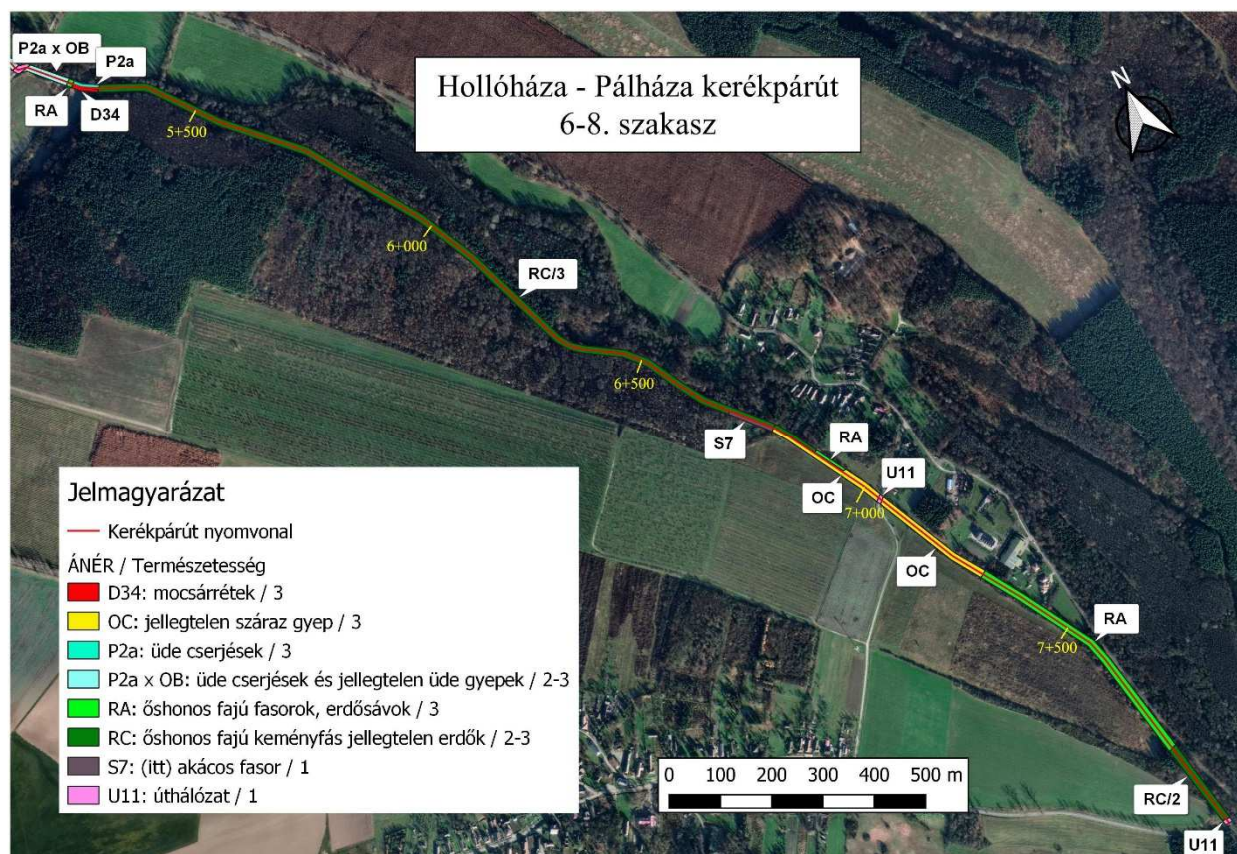 P2a x OB
P2a
RA
D34
Hollóháza - Pálháza kerékpárút
6-8. szakasz
N
5+500
6+000
RC/3
6+500
S7
RA
U11
OC
7+000
OC
RA
7+500
RC/2
U11
Jelmagyarázat
Kerékpárút nyomvonal
ÁNÉR / Természetesség
D34: mocsárrétek / 3
OC: jellegtelen száraz gyep / 3
P2a: üde cserjések / 3
P2a x OB: üde cserjések és jellegtelen üde gyepek / 2-3
RA: őshonos fajú fasorok, erdősávok / 3
RC: őshonos fajú keményfás jellegtelen erdők / 2-3
S7: (itt) akácos fasor / 1
U11: úthálózat / 1
0 100 200 300 400 500 m